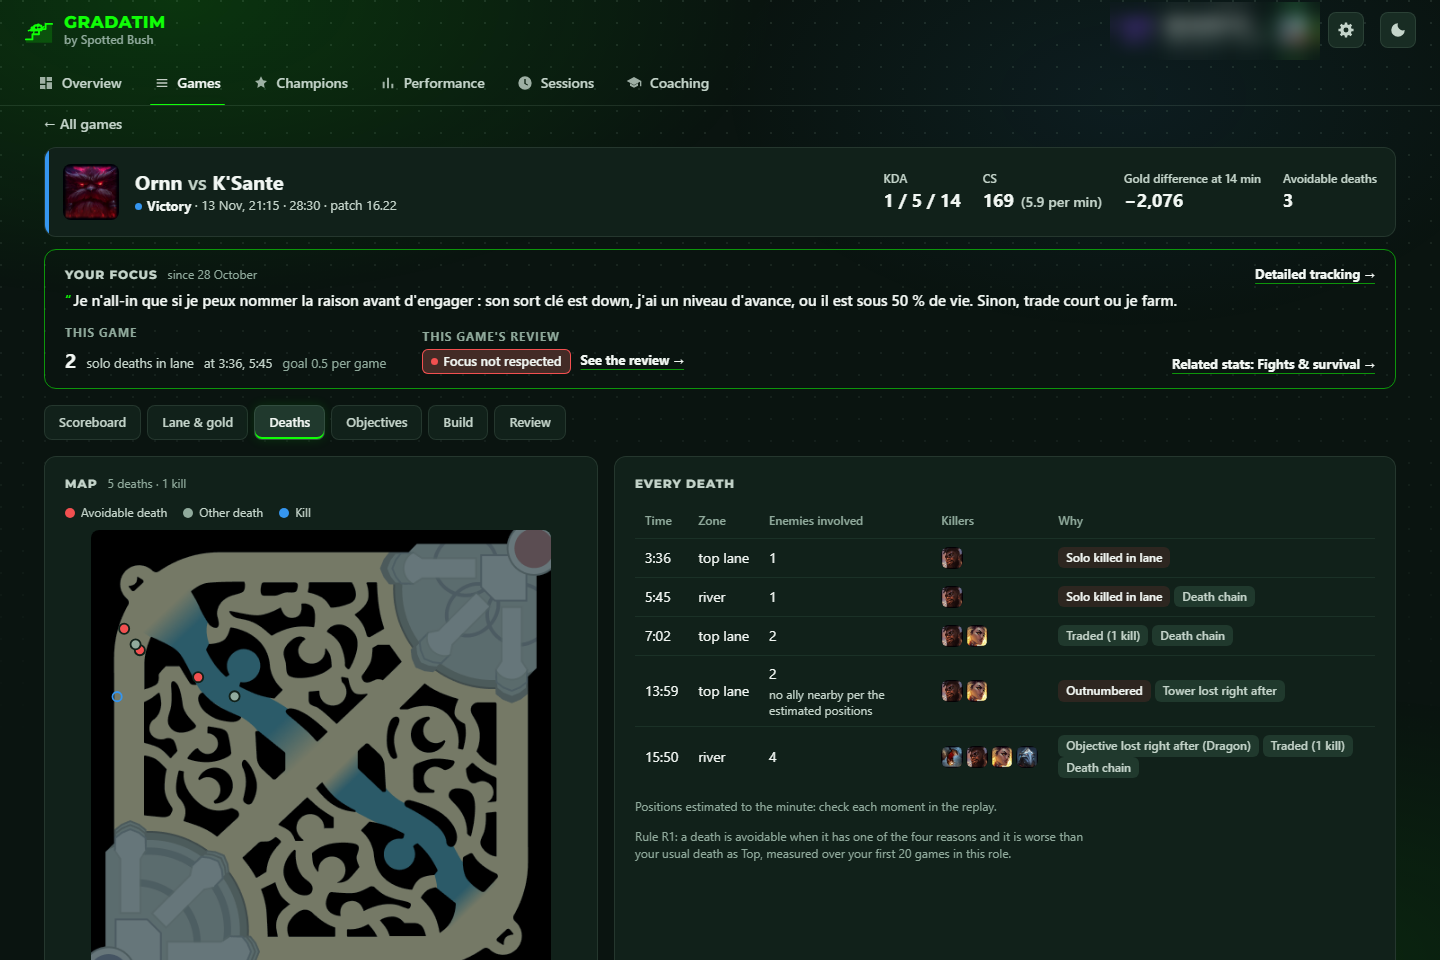 GRADATIM
by Spotted Bush
Overview
Games
Champions
Performance
Sessions
Coaching
← All games
Ornn vs K'Sante
Victory · 13 Nov, 21:15 · 28:30 · patch 16.22
KDA
1 / 5 / 14
CS
169 (5.9 per min)
Gold difference at 14 min
−2,076
Avoidable deaths
3
YOUR FOCUS since 28 October
Detailed tracking →
“Je n'all-in que si je peux nommer la raison avant d'engager : son sort clé est down, j'ai un niveau d'avance, ou il est sous 50 % de vie. Sinon, trade court ou je farm.
THIS GAME
2 solo deaths in lane at 3:36, 5:45 goal 0.5 per game
THIS GAME'S REVIEW
Focus not respected See the review →
Related stats: Fights & survival →
Scoreboard
Lane & gold
Deaths
Objectives
Build
Review
MAP 5 deaths · 1 kill
Avoidable death Other death Kill
EVERY DEATH
Time Zone Enemies involved Killers Why
3:36 top lane 1 Solo killed in lane
5:45 river 1 Solo killed in lane Death chain
7:02 top lane 2 Traded (1 kill) Death chain
13:59 top lane 2 no ally nearby per the estimated positions Outnumbered Tower lost right after
15:50 river 4 Objective lost right after (Dragon) Traded (1 kill)
Death chain
Positions estimated to the minute: check each moment in the replay.
Rule R1: a death is avoidable when it has one of the four reasons and it is worse than
your usual death as Top, measured over your first 20 games in this role.